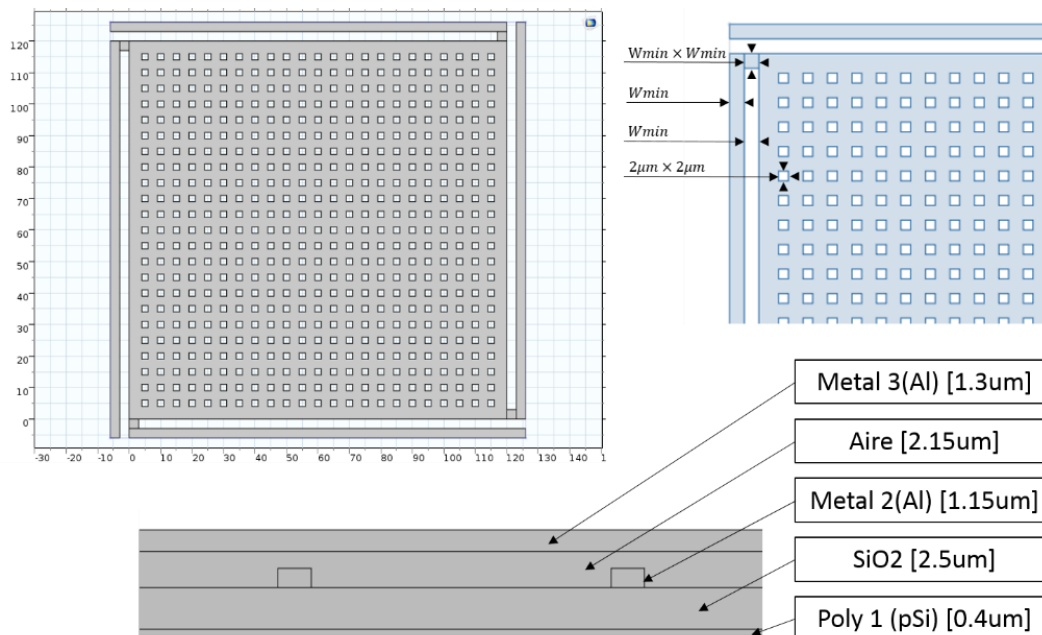 120
110
100
90
80
70
60
50
40
30
20
10
0
-30 -20 -10 0 10 20 30 40 50 60 70 80 90 100 110 120 130 140 1
Wmin × Wmin
Wmin
Wmin
2μm × 2μm
Metal 3(Al) [1.3um]
Aire [2.15um]
Metal 2(Al) [1.15um]
SiO2 [2.5um]
Poly 1 (pSi) [0.4um]